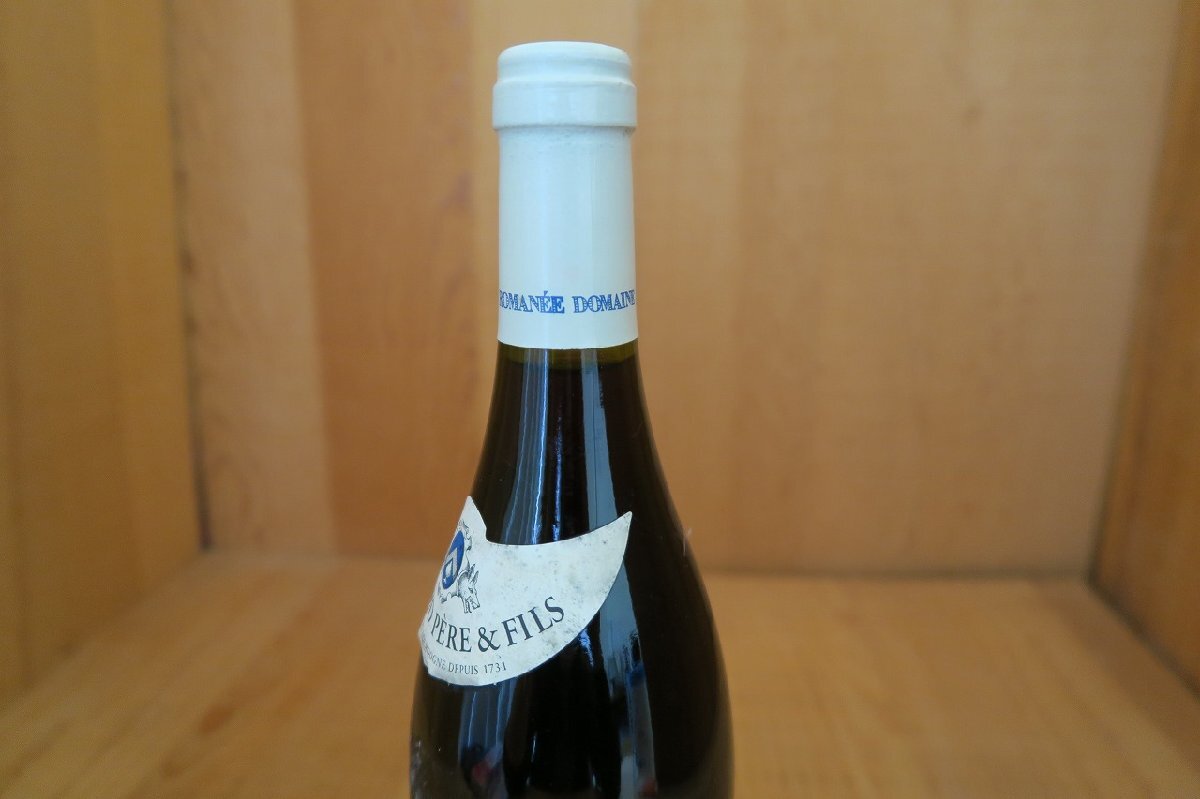 ROMANÉE DOMAINE
PÈRE & FILS
DEPUIS 1731